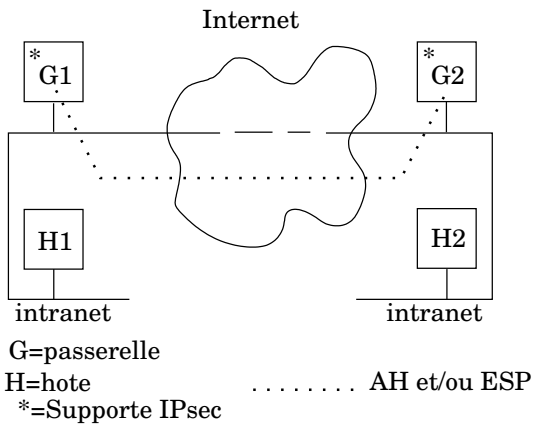 Internet
* G1
* G2
H1
H2
intranet
intranet
G=passerelle
H=hote
........ AH et/ou ESP
*=Supporte IPsec